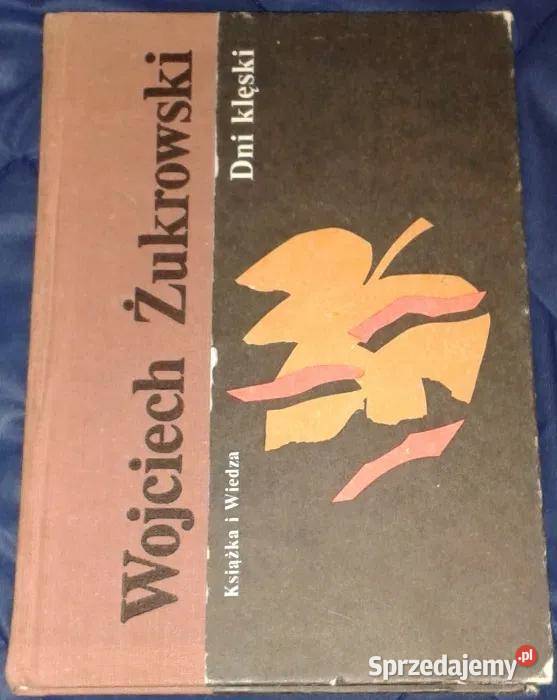 Wojciech Żukrowski
Dni klęski
Książka i Wiedza
Sprzedajemy.pl